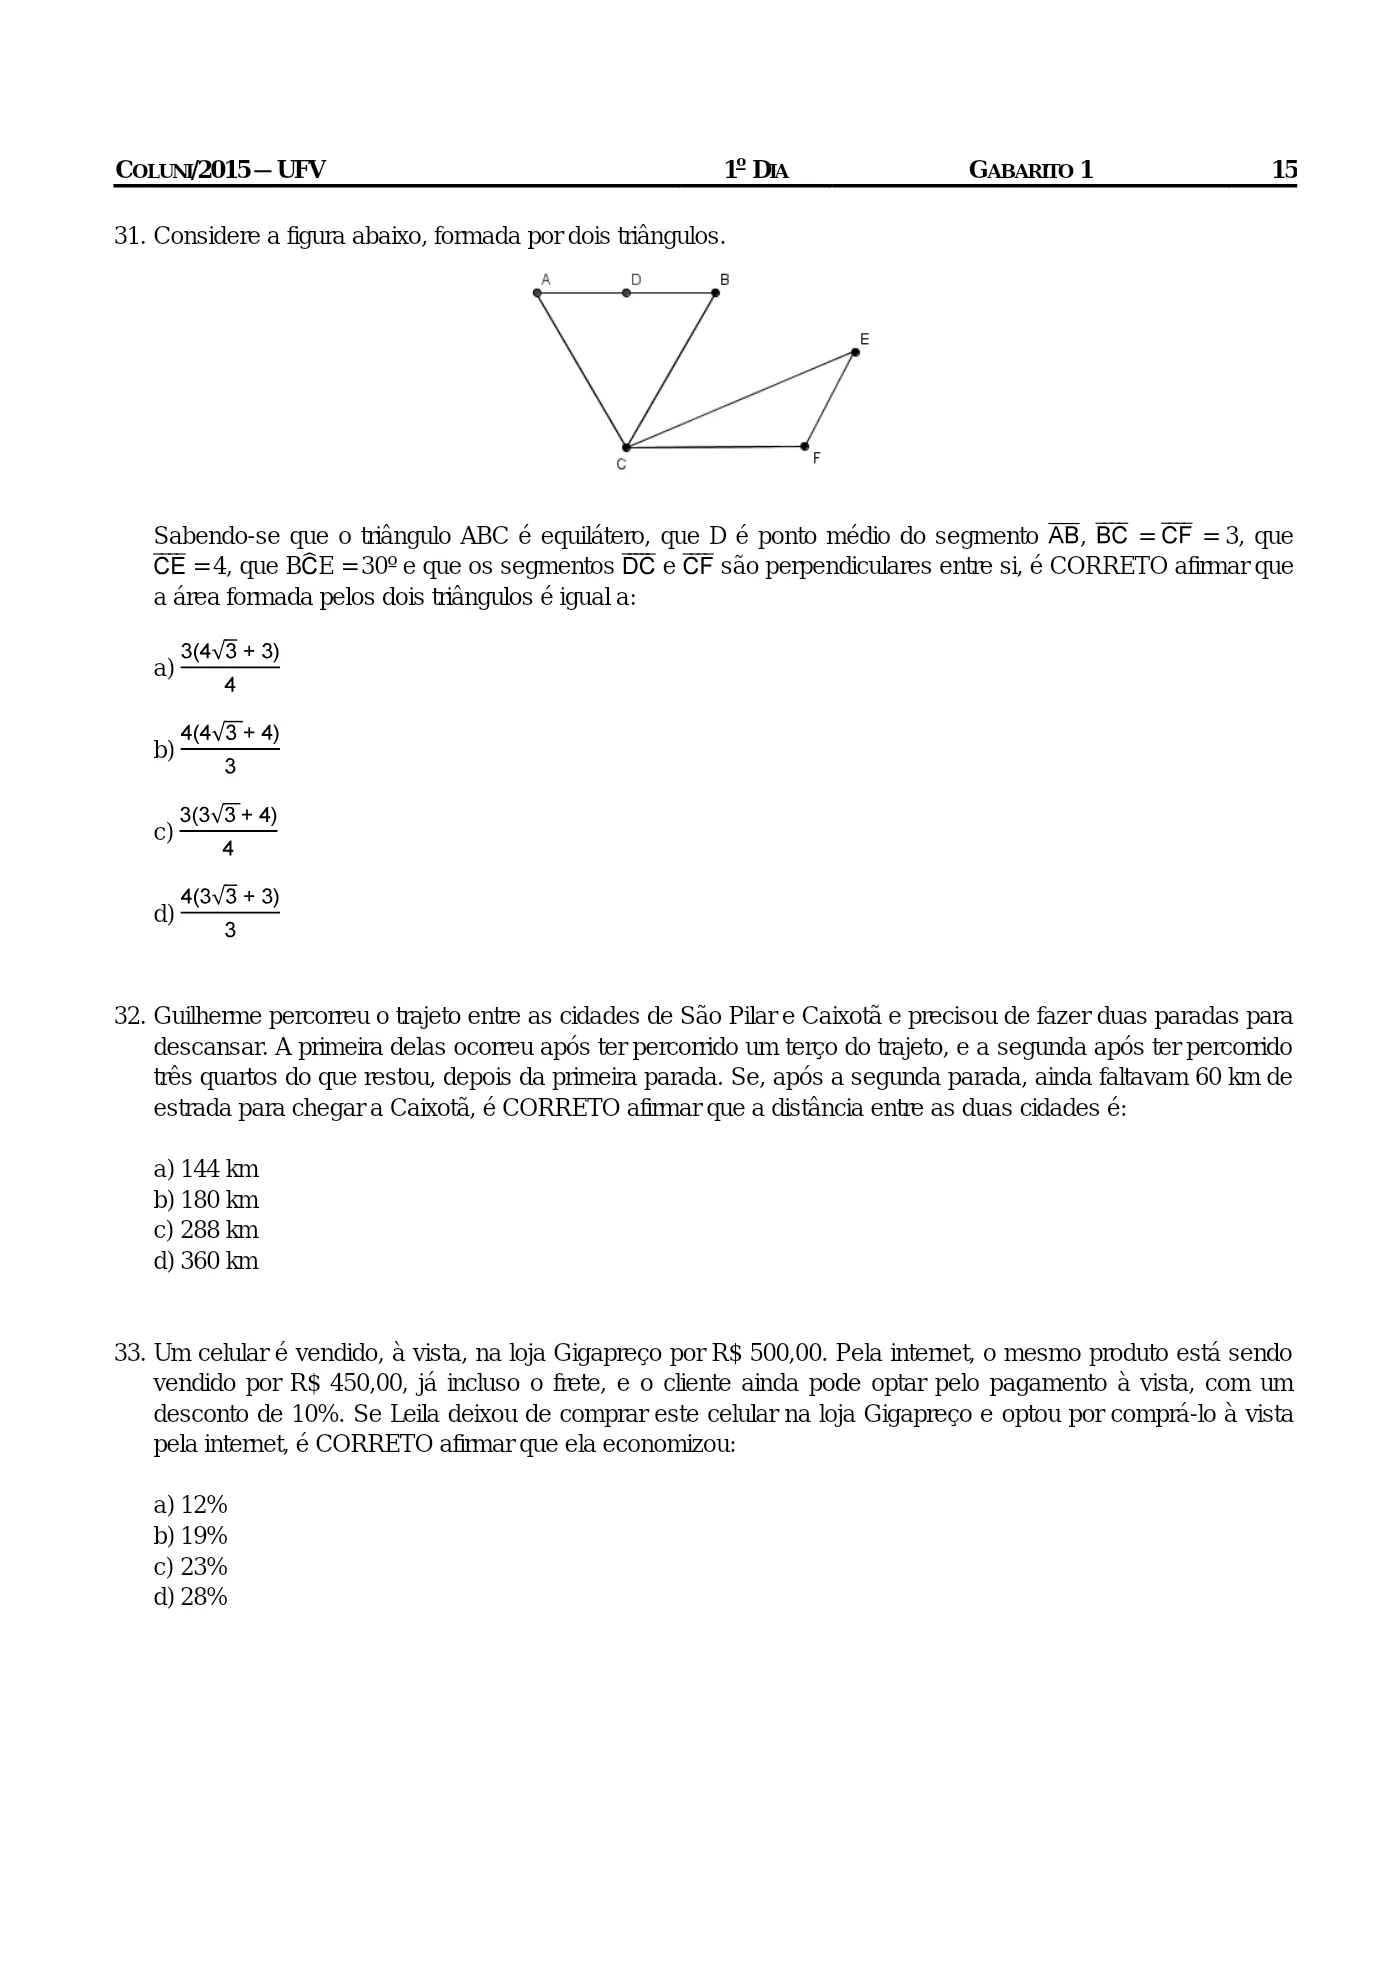 COLUNI/2015 — UFV 1º DIA GABARITO 1 15
31. Considere a figura abaixo, formada por dois triângulos.
A D B
E
C F
Sabendo-se que o triângulo ABC é equilátero, que D é ponto médio do segmento A̅B̅, B̅C̅ = C̅F̅ = 3, que
C̅E̅ = 4, que BĈE = 30º e que os segmentos D̅C̅ e C̅F̅ são perpendiculares entre si, é CORRETO afirmar que
a área formada pelos dois triângulos é igual a:
a) 3(4√3 + 3)
4
b) 4(4√3 + 4)
3
c) 3(3√3 + 4)
4
d) 4(3√3 + 3)
3
32. Guilherme percorreu o trajeto entre as cidades de São Pilar e Caixotã e precisou de fazer duas paradas para
descansar. A primeira delas ocorreu após ter percorrido um terço do trajeto, e a segunda após ter percorrido
três quartos do que restou, depois da primeira parada. Se, após a segunda parada, ainda faltavam 60 km de
estrada para chegar a Caixotã, é CORRETO afirmar que a distância entre as duas cidades é:
a) 144 km
b) 180 km
c) 288 km
d) 360 km
33. Um celular é vendido, à vista, na loja Gigapreço por R$ 500,00. Pela internet, o mesmo produto está sendo
vendido por R$ 450,00, já incluso o frete, e o cliente ainda pode optar pelo pagamento à vista, com um
desconto de 10%. Se Leila deixou de comprar este celular na loja Gigapreço e optou por comprá-lo à vista
pela internet, é CORRETO afirmar que ela economizou:
a) 12%
b) 19%
c) 23%
d) 28%